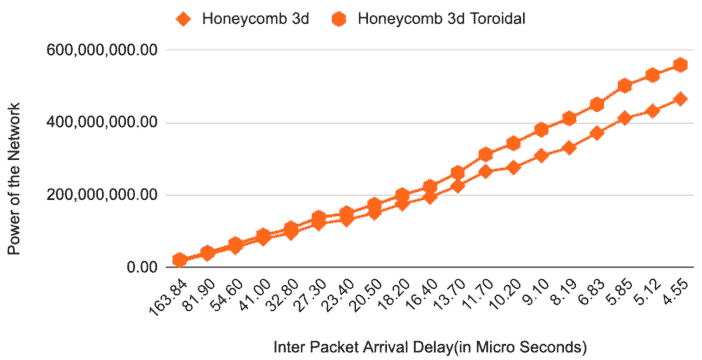 Honeycomb 3d Honeycomb 3d Toroidal
600,000,000.00
400,000,000.00
200,000,000.00
0.00
Power of the Network
163.84 81.90 54.60 41.00 32.80 27.30 23.40 20.50 18.20 16.40 13.70 11.70 10.20 9.10 8.19 6.83 5.85 5.12 4.55
Inter Packet Arrival Delay(in Micro Seconds)